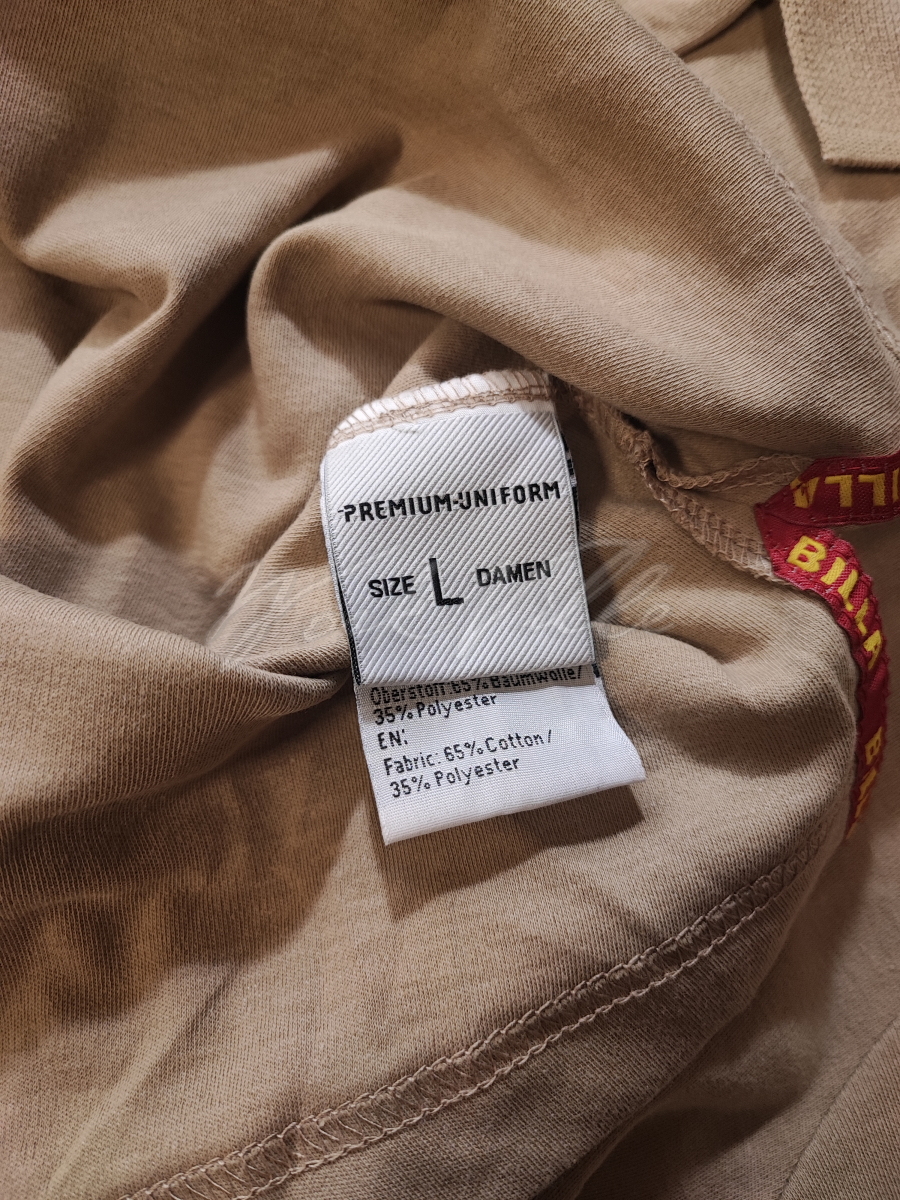 PREMIUM-UNIFORM
SIZE L DAMEN
Oberstoff:65%Baumwolle/
35% Polyester
EN:
Fabric: 65% Cotton/
35% Polyester
BILLA
BILLA